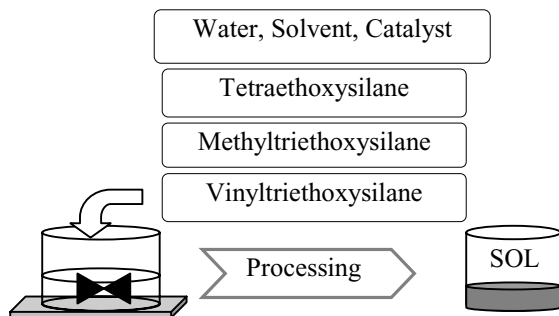 Water, Solvent, Catalyst
Tetraethoxysilane
Methyltriethoxysilane
Vinyltriethoxysilane
Processing
SOL